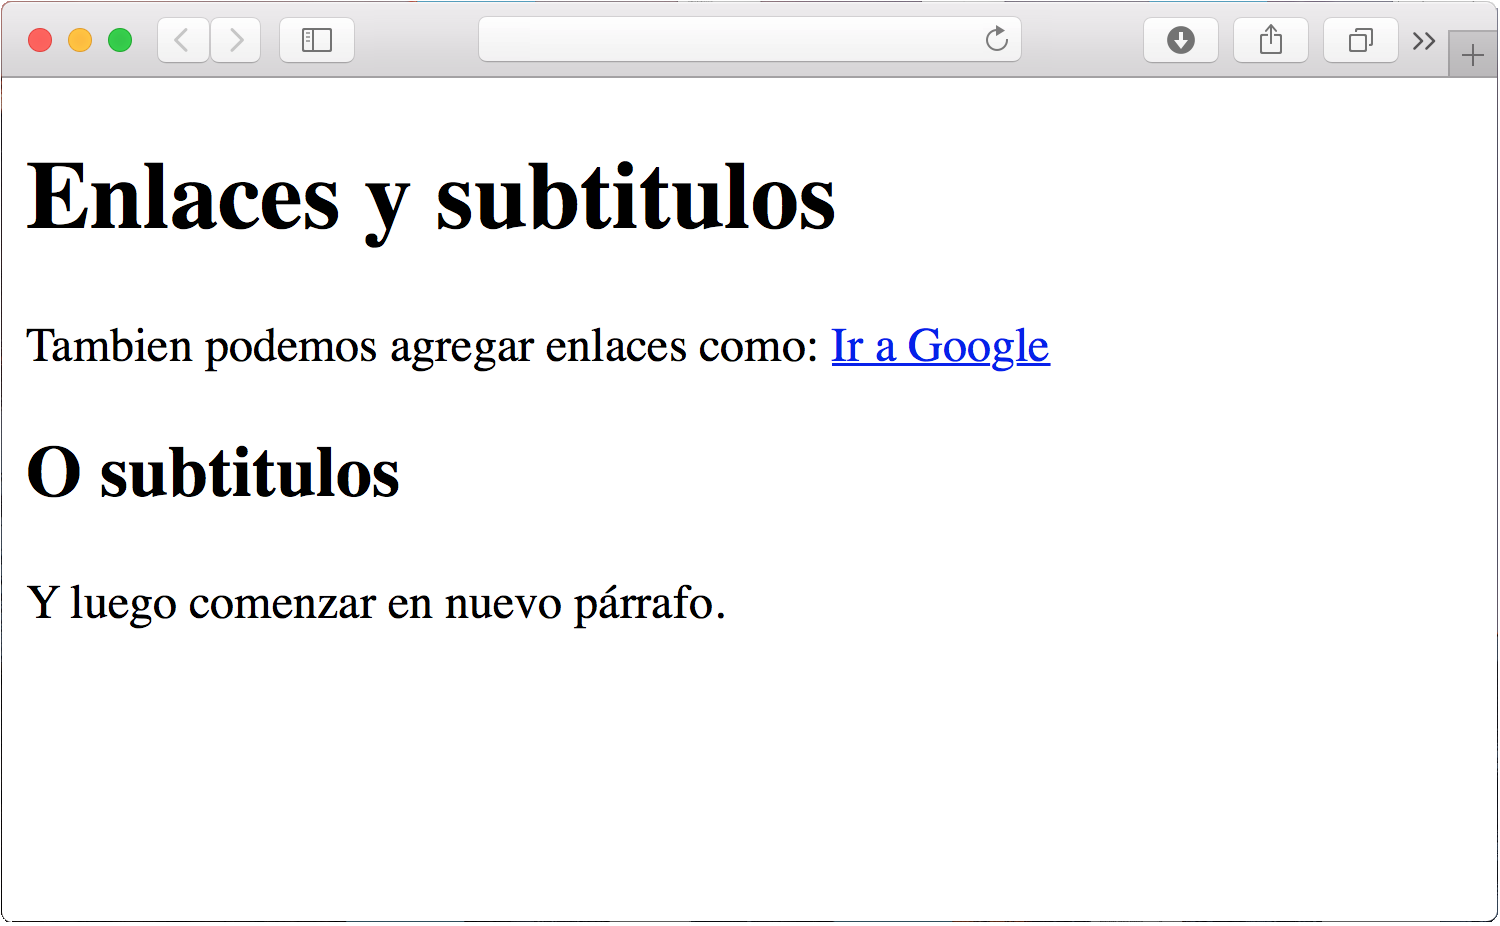 Enlaces y subtitulos
Tambien podemos agregar enlaces como: Ir a Google
O subtitulos
Y luego comenzar en nuevo párrafo.